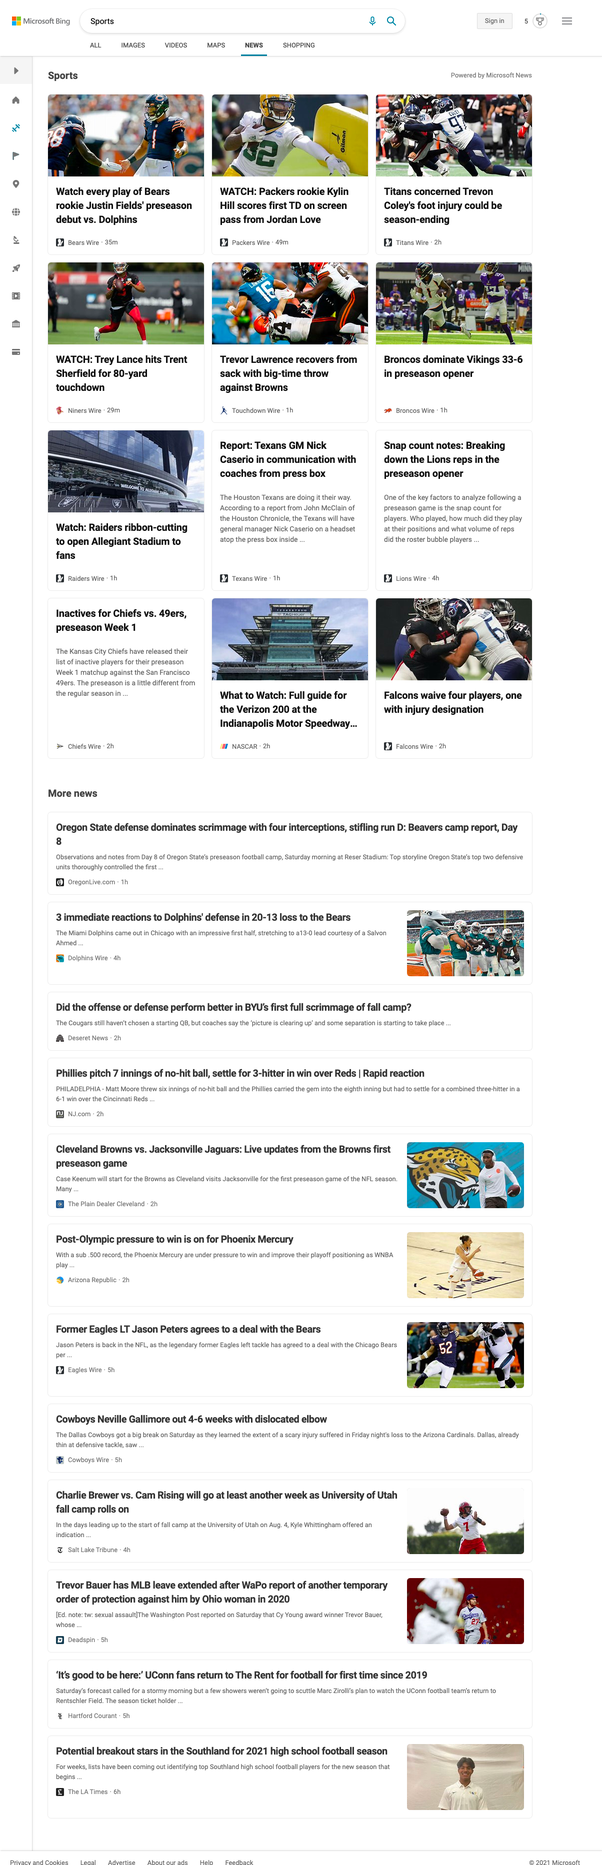 Microsoft Bing
Sports
Sign in
5
ALL
IMAGES
VIDEOS
MAPS
NEWS
SHOPPING
Sports
Powered by Microsoft News
Watch every play of Bears
rookie Justin Fields' preseason
debut vs. Dolphins
Bears Wire · 35m
WATCH: Packers rookie Kylin
Hill scores first TD on screen
pass from Jordan Love
Packers Wire · 49m
Titans concerned Trevon
Coley's foot injury could be
season-ending
Titans Wire · 2h
WATCH: Trey Lance hits Trent
Sherfield for 80-yard
touchdown
Niners Wire · 29m
Trevor Lawrence recovers from
sack with big-time throw
against Browns
Touchdown Wire · 1h
Broncos dominate Vikings 33-6
in preseason opener
Broncos Wire · 1h
Watch: Raiders ribbon-cutting
to open Allegiant Stadium to
fans
Raiders Wire · 1h
Report: Texans GM Nick
Caserio in communication with
coaches from press box
The Houston Texans are doing it their way.
According to a report from John McClain of
the Houston Chronicle, the Texans will have
general manager Nick Caserio on a headset
atop the press box inside ...
Texans Wire · 1h
Snap count notes: Breaking
down the Lions reps in the
preseason opener
One of the key factors to analyze following a
preseason game is the snap count for
players. Who played, how much did they play
at their positions and what volume of reps
did the roster bubble players ...
Lions Wire · 4h
Inactives for Chiefs vs. 49ers,
preseason Week 1
The Kansas City Chiefs have released their
list of inactive players for their preseason
Week 1 matchup against the San Francisco
49ers. The preseason is a little different from
the regular season in ...
Chiefs Wire · 2h
What to Watch: Full guide for
the Verizon 200 at the
Indianapolis Motor Speedway...
NASCAR · 2h
Falcons waive four players, one
with injury designation
Falcons Wire · 2h
More news
Oregon State defense dominates scrimmage with four interceptions, stifling run D: Beavers camp report, Day
8
Observations and notes from Day 8 of Oregon State's preseason football camp, Saturday morning at Reser Stadium: Top storyline Oregon State's top two defensive
units thoroughly controlled the first ...
OregonLive.com · 1h
3 immediate reactions to Dolphins' defense in 20-13 loss to the Bears
The Miami Dolphins came out in Chicago with an impressive first half, stretching to a13-0 lead courtesy of a Salvon
Ahmed ...
Dolphins Wire · 4h
Did the offense or defense perform better in BYU's first full scrimmage of fall camp?
The Cougars still haven't chosen a starting QB, but coaches say the 'picture is clearing up' and some separation is starting to take place ...
Deseret News · 2h
Phillies pitch 7 innings of no-hit ball, settle for 3-hitter in win over Reds | Rapid reaction
PHILADELPHIA - Matt Moore threw six innings of no-hit ball and the Phillies carried the gem into the eighth inning but had to settle for a combined three-hitter in a
6-1 win over the Cincinnati Reds ...
NJ.com · 2h
Cleveland Browns vs. Jacksonville Jaguars: Live updates from the Browns first
preseason game
Case Keenum will start for the Browns as Cleveland visits Jacksonville for the first preseason game of the NFL season.
Many ...
The Plain Dealer Cleveland · 2h
Post-Olympic pressure to win is on for Phoenix Mercury
With a sub .500 record, the Phoenix Mercury are under pressure to win and improve their playoff positioning as WNBA
play ...
Arizona Republic · 2h
Former Eagles LT Jason Peters agrees to a deal with the Bears
Jason Peters is back in the NFL, as the legendary former Eagles left tackle has agreed to a deal with the Chicago Bears
per ...
Eagles Wire · 5h
Cowboys Neville Gallimore out 4-6 weeks with dislocated elbow
The Dallas Cowboys got a big break on Saturday as they learned the extent of a scary injury suffered in Friday night's loss to the Arizona Cardinals. Dallas, already
thin at defensive tackle, saw ...
Cowboys Wire · 5h
Charlie Brewer vs. Cam Rising will go at least another week as University of Utah
fall camp rolls on
In the days leading up to the start of fall camp at the University of Utah on Aug. 4, Kyle Whittingham offered an
indication ...
Salt Lake Tribune · 4h
Trevor Bauer has MLB leave extended after WaPo report of another temporary
order of protection against him by Ohio woman in 2020
[Ed. note: tw: sexual assault]The Washington Post reported on Saturday that Cy Young award winner Trevor Bauer,
whose ...
Deadspin · 5h
'It's good to be here:' UConn fans return to The Rent for football for first time since 2019
Saturday's forecast called for a stormy morning but a few showers weren't going to scuttle Marc Zirolli's plan to watch the UConn football team's return to
Rentschler Field. The season ticket holder ...
Hartford Courant · 5h
Potential breakout stars in the Southland for 2021 high school football season
For weeks, lists have been coming out identifying top Southland high school football players for the new season that
begins ...
The LA Times · 6h
Privacy and Cookies
Legal
Advertise
About our ads
Help
Feedback
© 2021 Microsoft